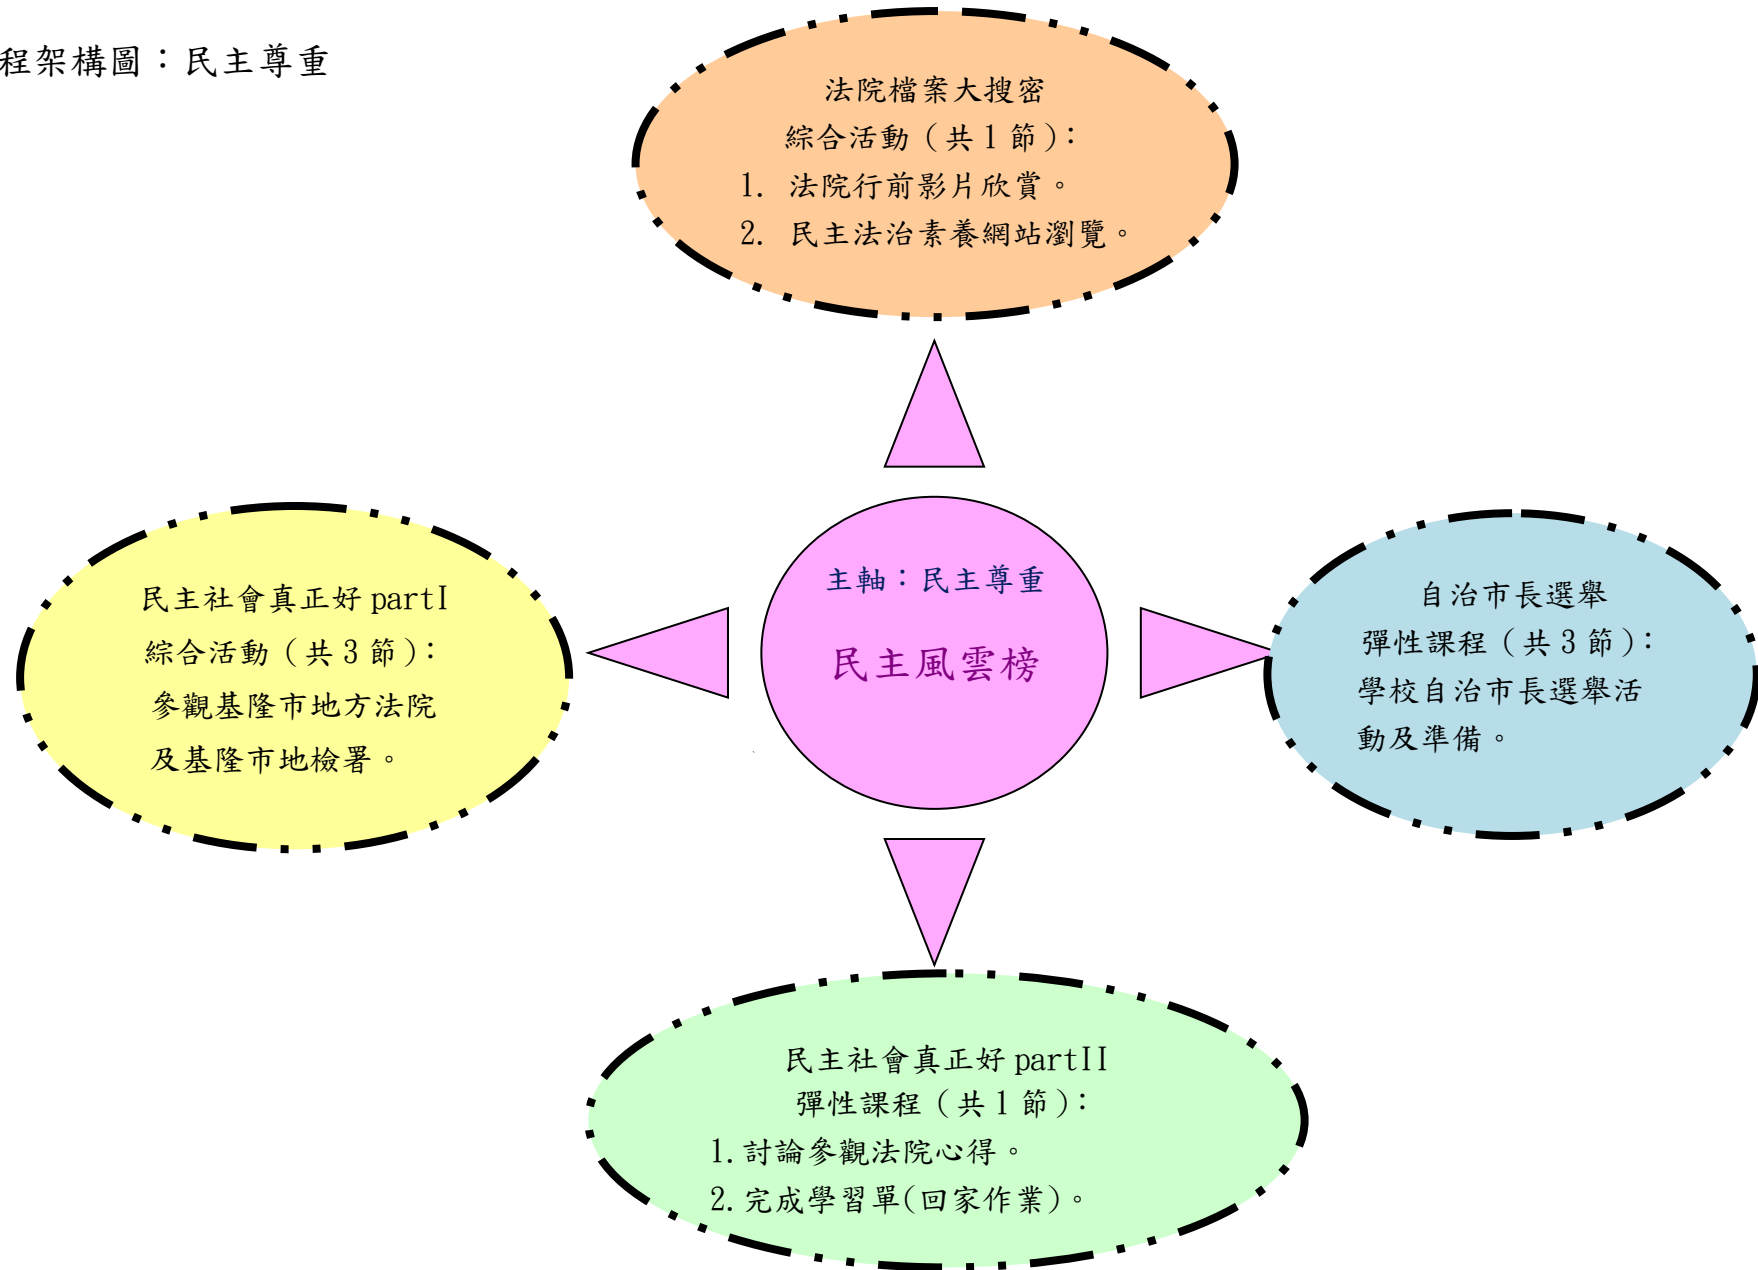 程架構圖：民主尊重
法院檔案大搜密
綜合活動（共1節）：
1. 法院行前影片欣賞。
2. 民主法治素養網站瀏覽。
主軸：民主尊重
民主風雲榜
民主社會真正好 partI
綜合活動（共3節）：
參觀基隆市地方法院
及基隆市地檢署。
自治市長選舉
彈性課程（共3節）：
學校自治市長選舉活
動及準備。
民主社會真正好 partII
彈性課程（共1節）：
1.討論參觀法院心得。
2.完成學習單(回家作業)。